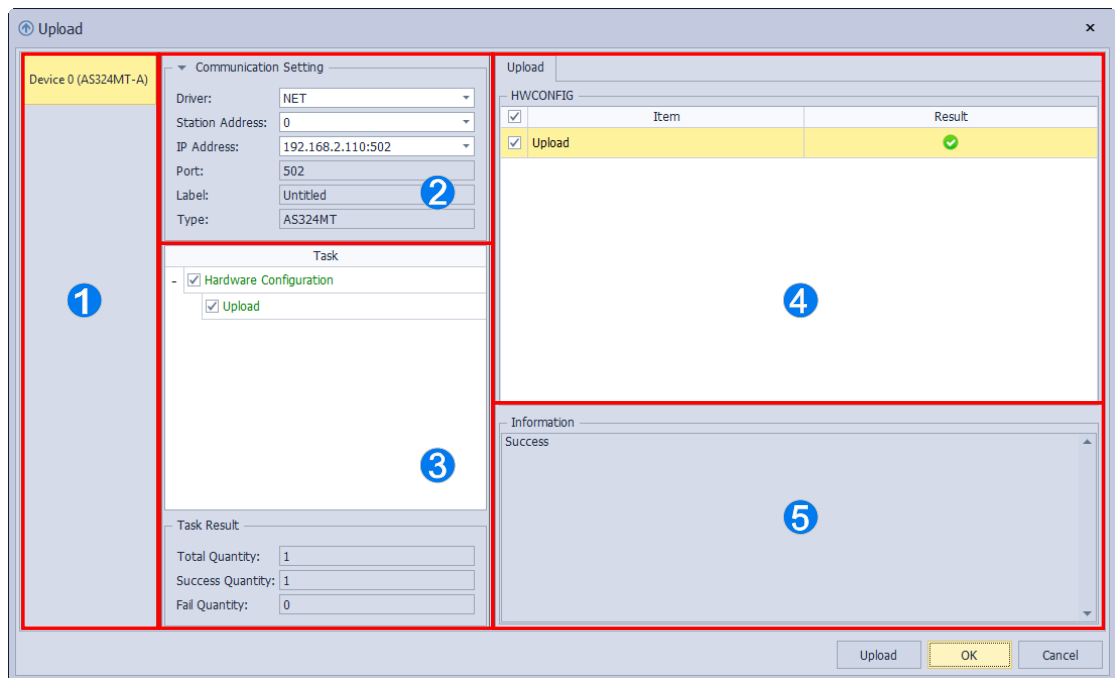 Upload
Device 0 (AS324MT-A)
1
Communication Setting
Driver: NET
Station Address: 0
IP Address: 192.168.2.110:502
Port: 502
Label: Untitled
Type: AS324MT
2
Task
Hardware Configuration
Upload
3
Task Result
Total Quantity: 1
Success Quantity: 1
Fail Quantity: 0
Upload
HWCONFIG
Item Result
Upload
4
Information
Success
5
Upload OK Cancel